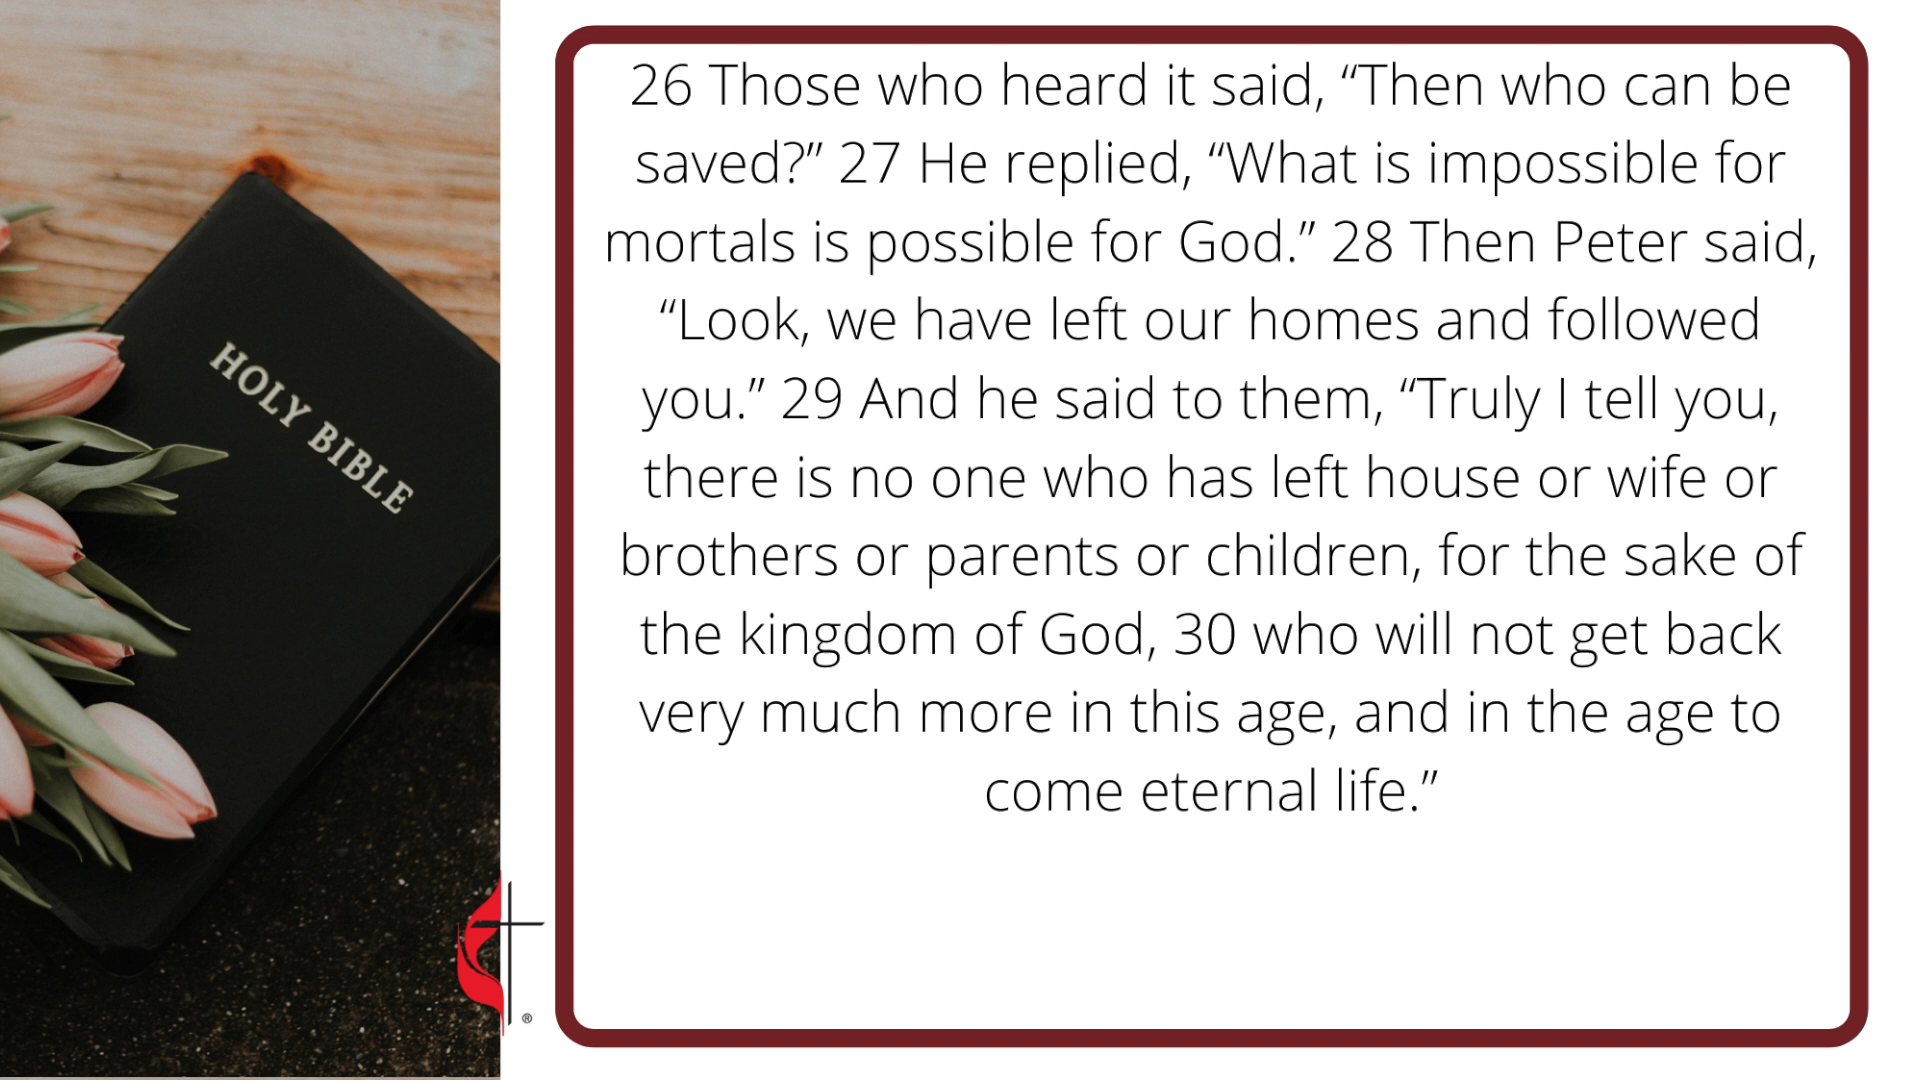 HOLY BIBLE
26 Those who heard it said, “Then who can be
saved?” 27 He replied, “What is impossible for
mortals is possible for God.” 28 Then Peter said,
“Look, we have left our homes and followed
you.” 29 And he said to them, “Truly I tell you,
there is no one who has left house or wife or
brothers or parents or children, for the sake of
the kingdom of God, 30 who will not get back
very much more in this age, and in the age to
come eternal life.”
®